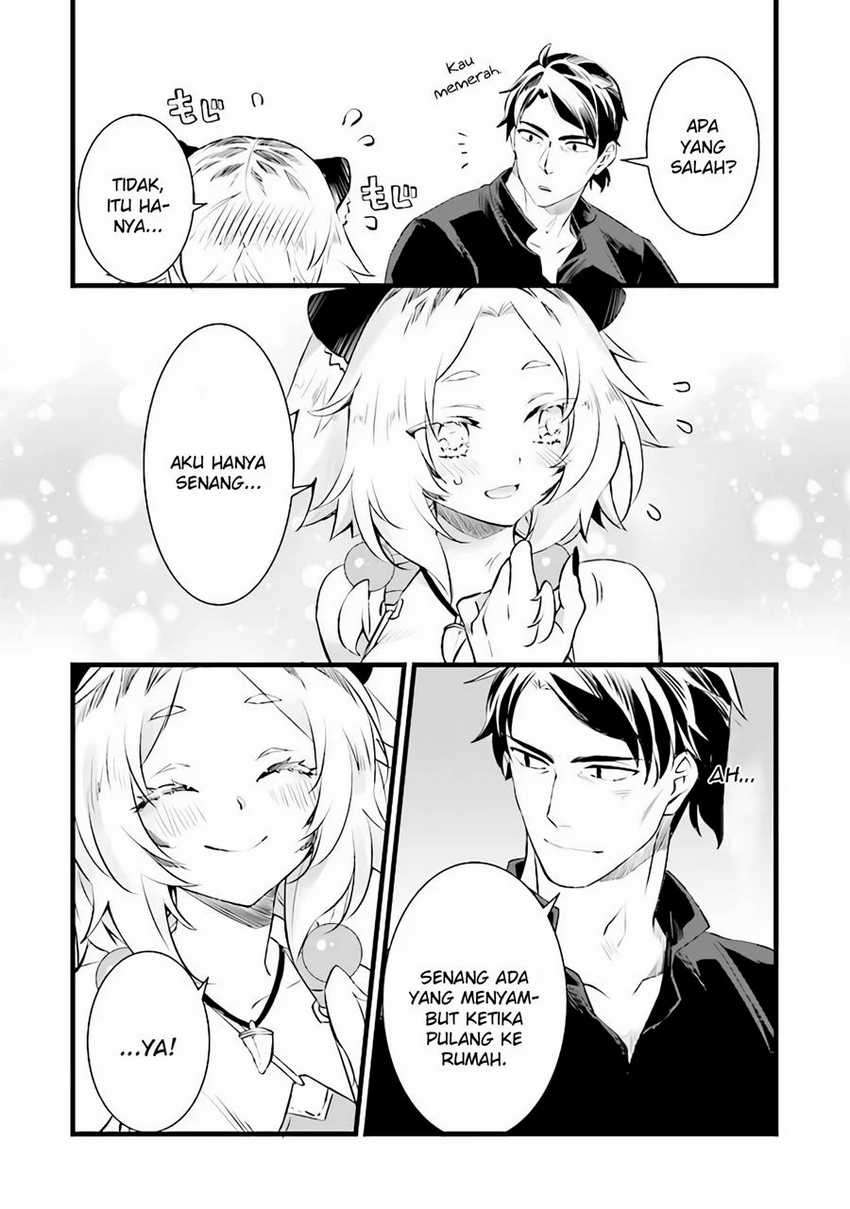 APA
YANG
SALAH?
Kau
memerah.
もじ
もじ
TIDAK,
ITU HA-
NYA...
AKU HANYA
SENANG...
AH...
SENANG ADA
YANG MENYAM-
BUT KETIKA
PULANG KE
RUMAH.
...YA!